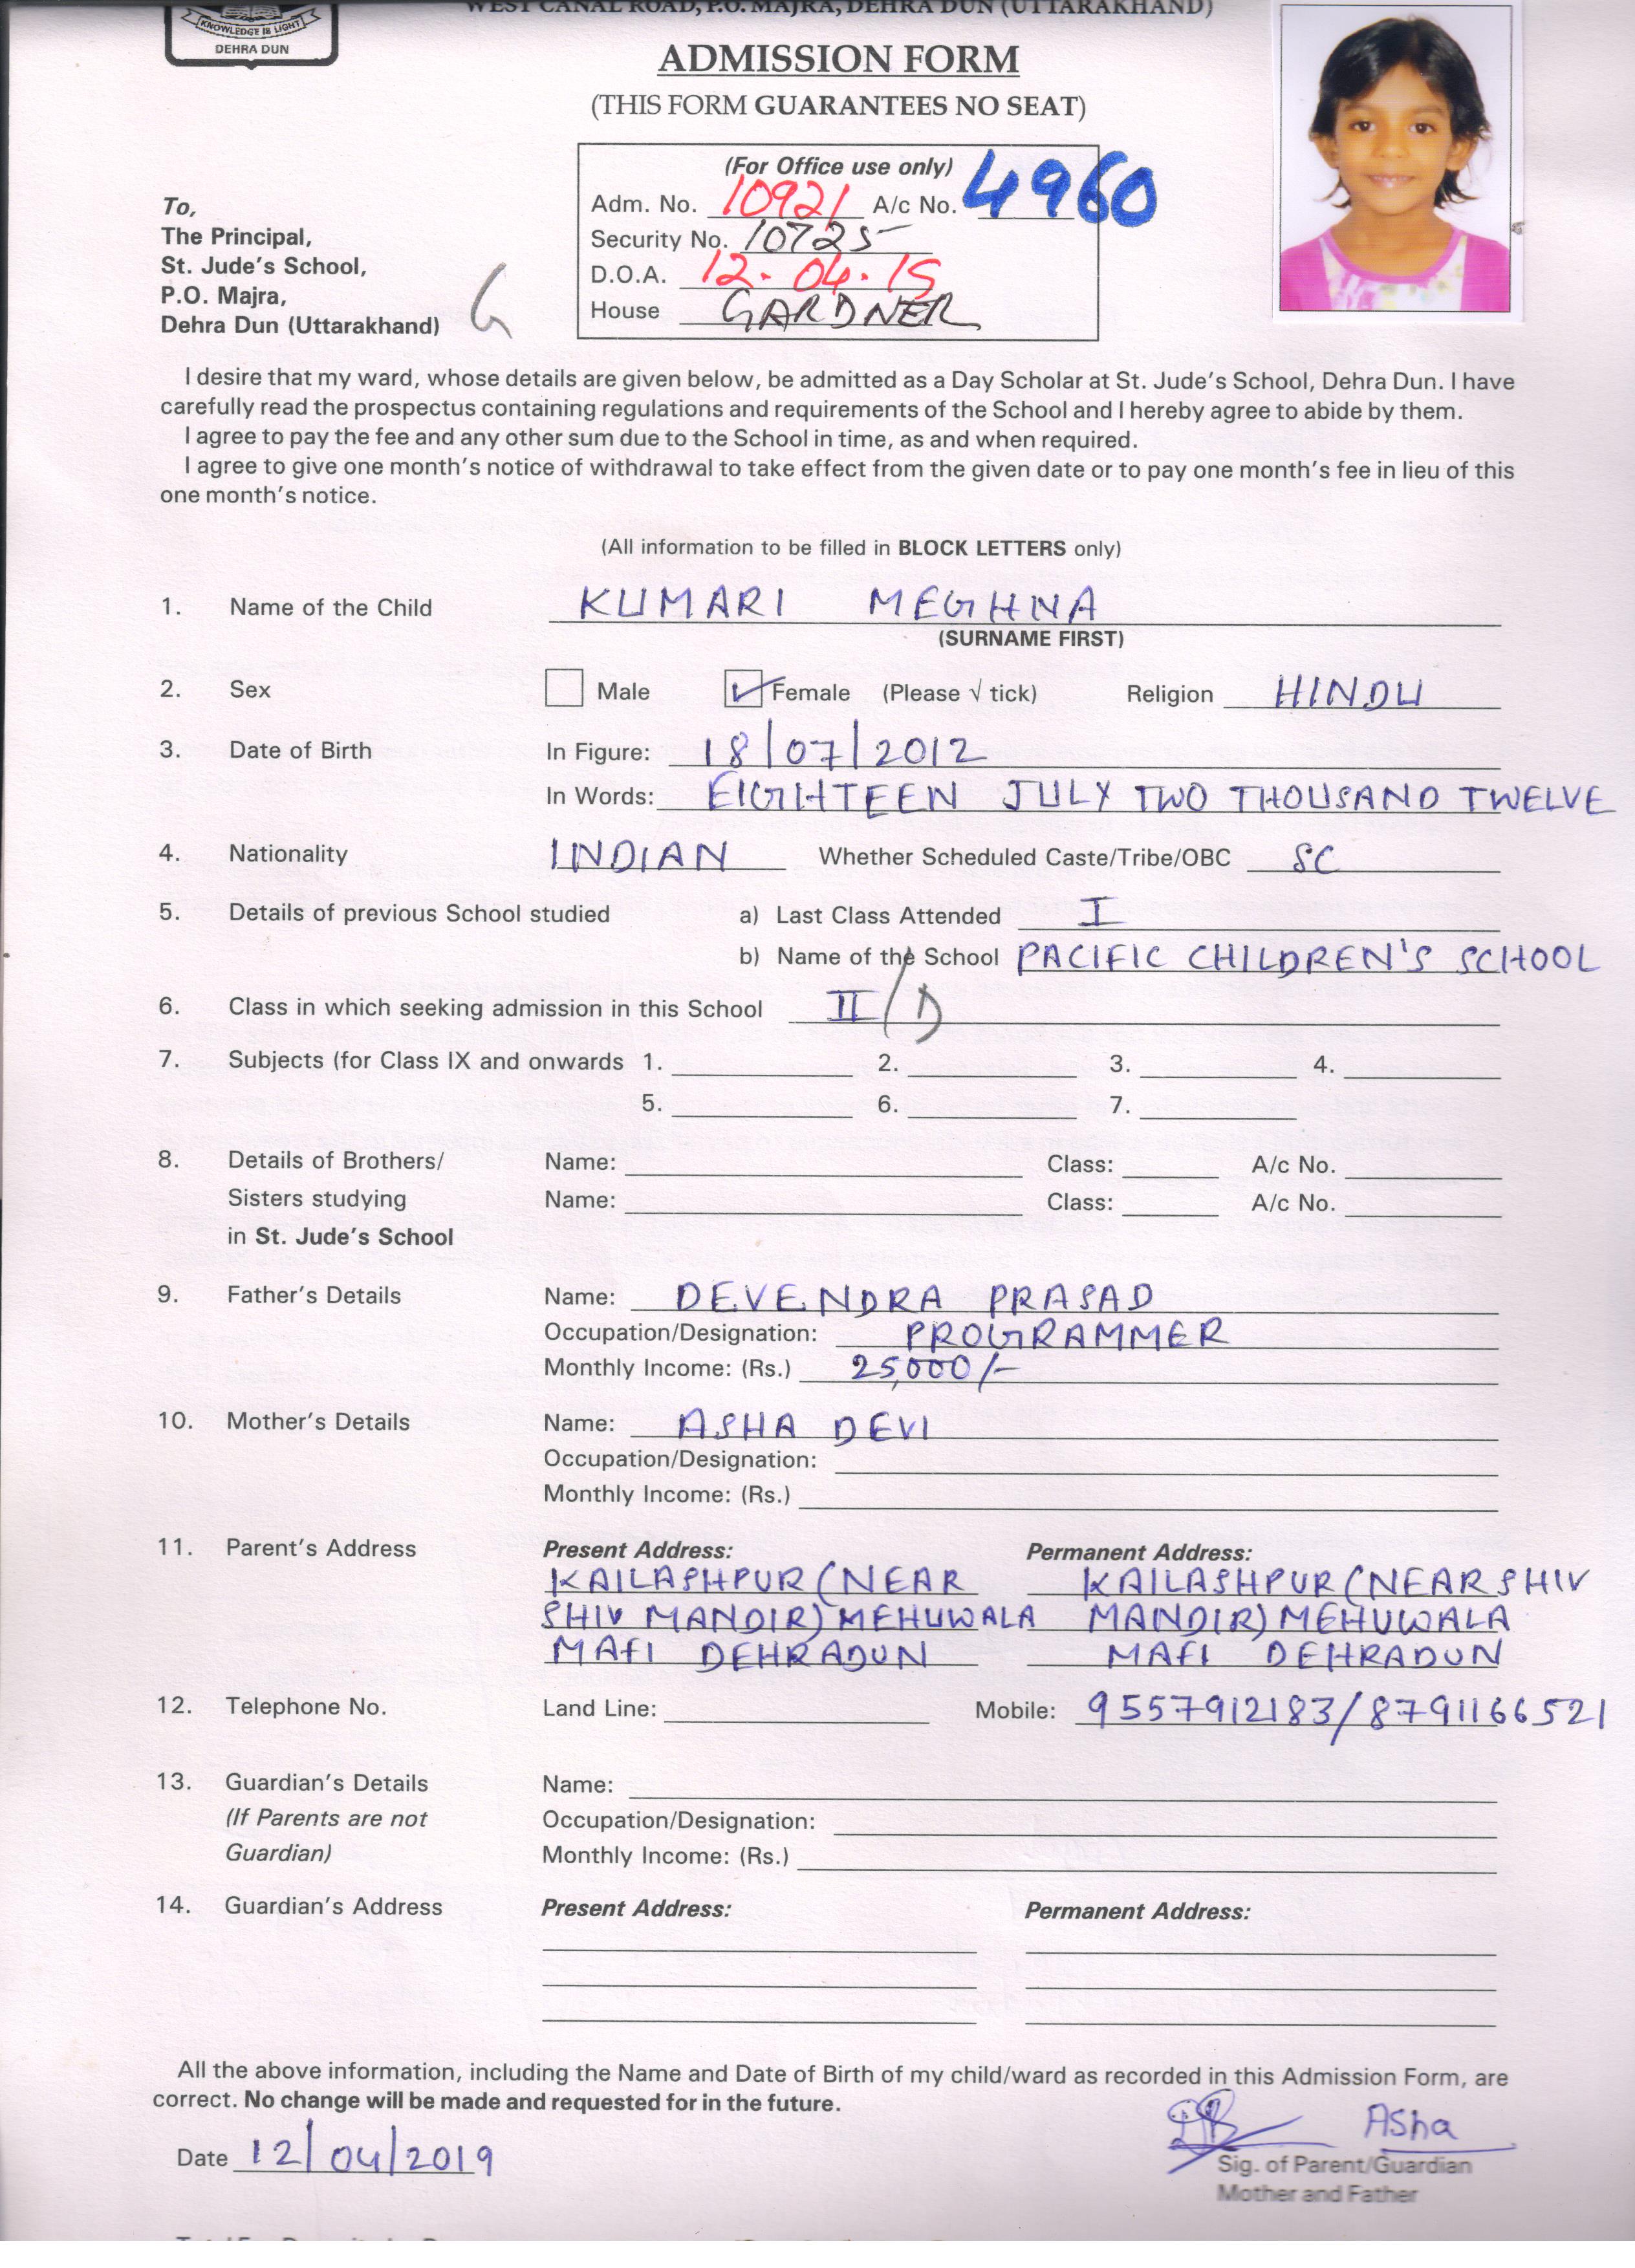 WEST CANAL ROAD, P.O. MAJRA, DEHRA DUN (UTTARAKHAND)
KNOWLEDGE IS LIGHT
DEHRA DUN
ADMISSION FORM
(THIS FORM GUARANTEES NO SEAT)
(For Office use only)
Adm. No. 10921 A/c No. 4960
Security No. 10725
D.O.A. 12.04.19
House GARDNER
To,
The Principal,
St. Jude's School,
P.O. Majra,
Dehra Dun (Uttarakhand)
G
I desire that my ward, whose details are given below, be admitted as a Day Scholar at St. Jude's School, Dehra Dun. I have
carefully read the prospectus containing regulations and requirements of the School and I hereby agree to abide by them.
I agree to pay the fee and any other sum due to the School in time, as and when required.
I agree to give one month's notice of withdrawal to take effect from the given date or to pay one month's fee in lieu of this
one month's notice.
(All information to be filled in BLOCK LETTERS only)
1. Name of the Child KUMARI MEGHNA
(SURNAME FIRST)
2. Sex Male Female (Please √ tick) Religion HINDU
3. Date of Birth In Figure: 18/07/2012
In Words: EIGHTEEN JULY TWO THOUSAND TWELVE
4. Nationality INDIAN Whether Scheduled Caste/Tribe/OBC SC
5. Details of previous School studied a) Last Class Attended I
b) Name of the School PACIFIC CHILDREN'S SCHOOL
6. Class in which seeking admission in this School II/D
7. Subjects (for Class IX and onwards 1. 2. 3. 4.
5. 6. 7.
8. Details of Brothers/ Name: Class: A/c No.
Sisters studying Name: Class: A/c No.
in St. Jude's School
9. Father's Details Name: DEVENDRA PRASAD
Occupation/Designation: PROGRAMMER
Monthly Income: (Rs.) 25,000/-
10. Mother's Details Name: ASHA DEVI
Occupation/Designation:
Monthly Income: (Rs.)
11. Parent's Address Present Address: Permanent Address:
KAILASHPUR (NEAR KAILASHPUR (NEAR SHIV
SHIV MANDIR) MEHUWALA MANDIR) MEHUWALA
MAFI DEHRADUN MAFI DEHRADUN
12. Telephone No. Land Line: Mobile: 9557912183/8791166521
13. Guardian's Details Name:
(If Parents are not Occupation/Designation:
Guardian) Monthly Income: (Rs.)
14. Guardian's Address Present Address: Permanent Address:
All the above information, including the Name and Date of Birth of my child/ward as recorded in this Admission Form, are
correct. No change will be made and requested for in the future.
Asha
Date 12/04/2019
Sig. of Parent/Guardian
Mother and Father